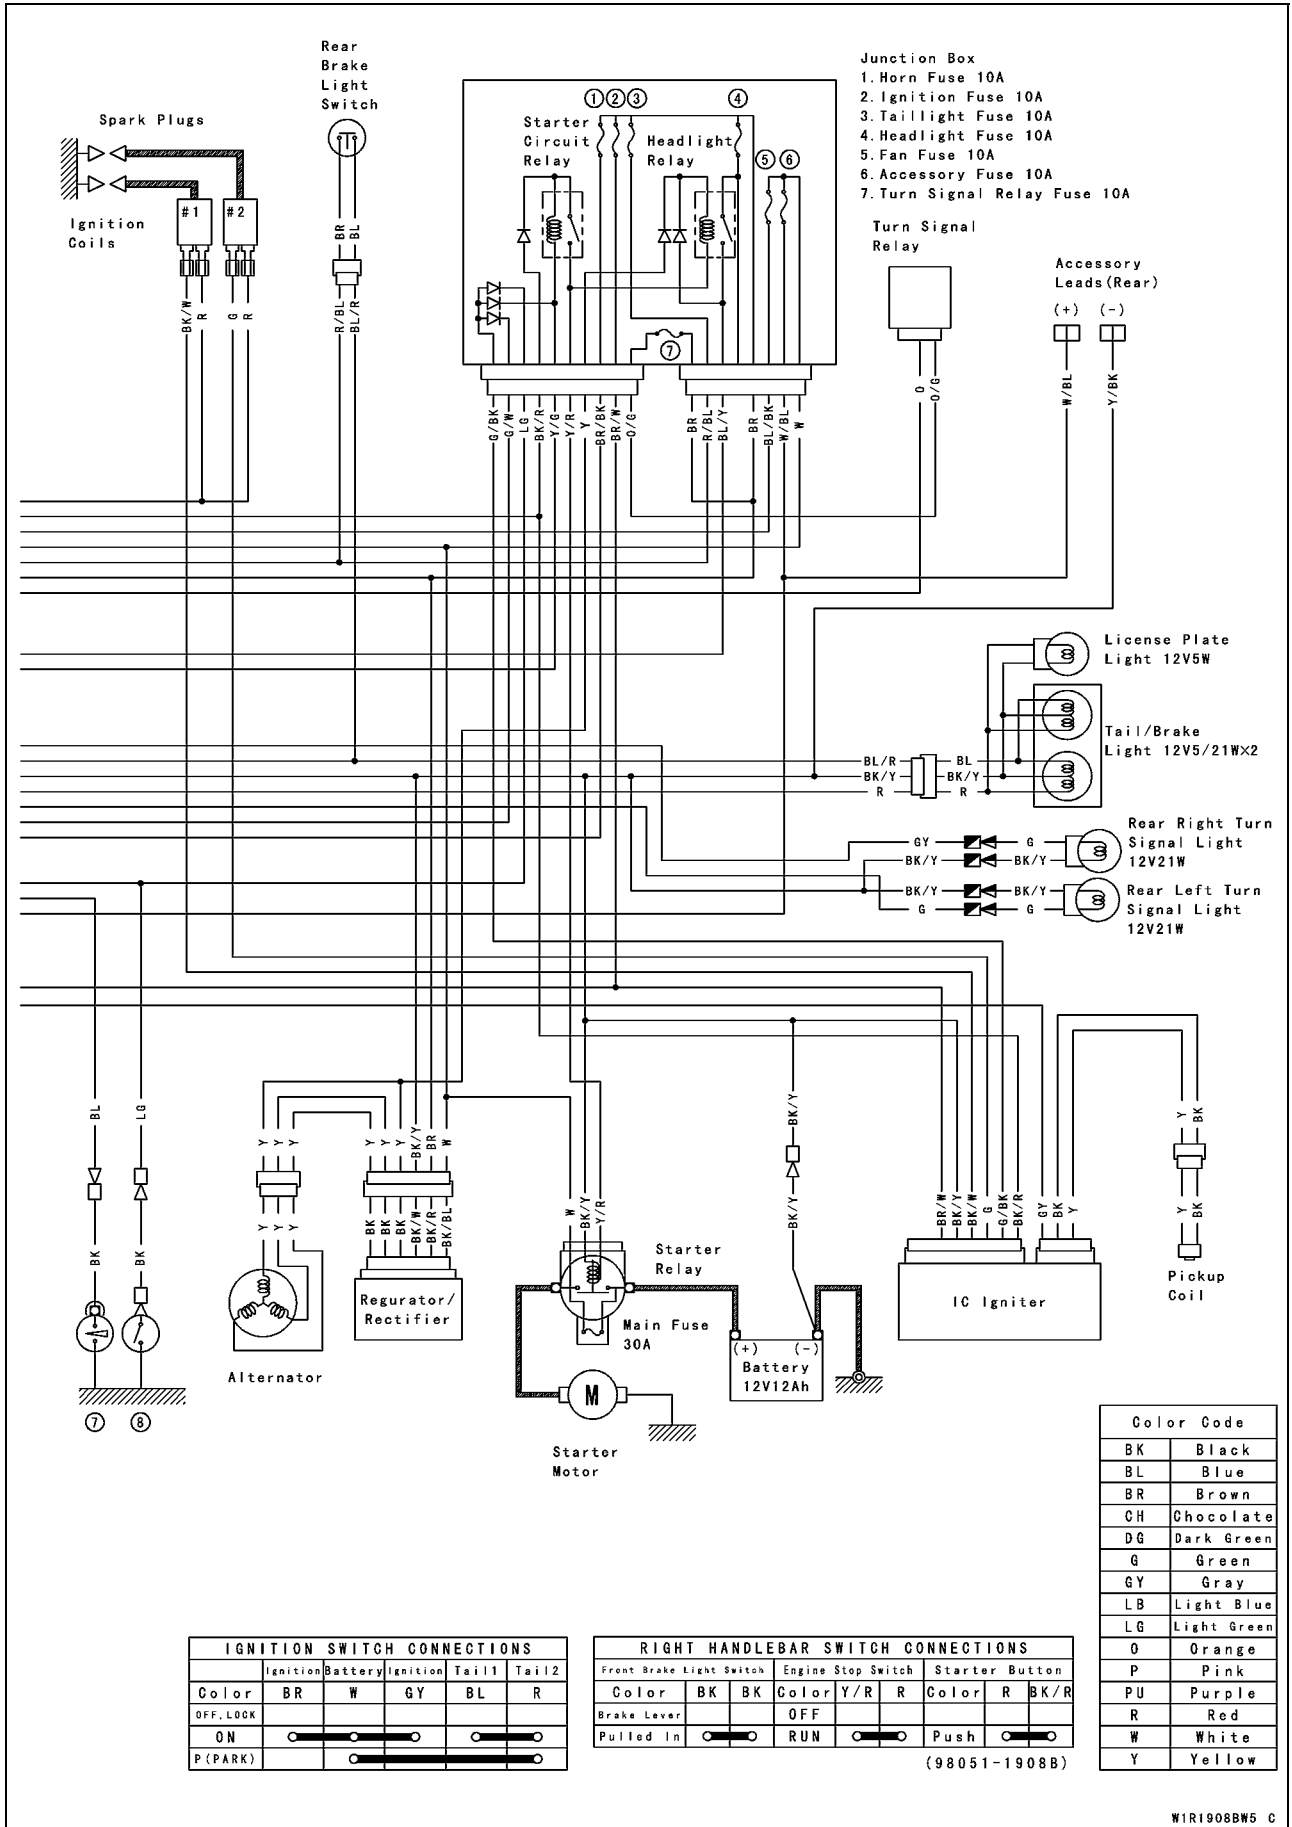 Rear
Brake
Light
Switch
Spark Plugs
#1
#2
Ignition
Coils
BK/W
R
G
R
BR
BL
R/BL
BL/R
1
2
3
4
5
6
7
Starter
Circuit
Relay
Headlight
Relay
Junction Box
1. Horn Fuse 10A
2. Ignition Fuse 10A
3. Taillight Fuse 10A
4. Headlight Fuse 10A
5. Fan Fuse 10A
6. Accessory Fuse 10A
7. Turn Signal Relay Fuse 10A
Turn Signal
Relay
Accessory
Leads(Rear)
(+) (-)
O
O/G
W/BL
Y/BK
G/BK
G/W
LG
BK/R
Y/G
Y/R
Y
BR/BK
BR/W
O/G
BR
R/BL
BL/Y
BR
BL/BK
W/BL
W
License Plate
Light 12V5W
Tail/Brake
Light 12V5/21W×2
BL/R BL
BK/Y BK/Y
R R
Rear Right Turn
Signal Light
12V21W
GY G
BK/Y BK/Y
Rear Left Turn
Signal Light
12V21W
BK/Y BK/Y
G G
BL
LG
BK
BK
7
8
Y
Y
Y
Y
Y
Y
Alternator
Y
Y
Y
BK/Y
BR
W
BK
BK
BK
BK/W
BK/R
BK/BL
Regurator/
Rectifier
W
BK/Y
Y/R
Starter
Relay
Main Fuse
30A
M
Starter
Motor
BK/Y
BK/Y
(+) (-)
Battery
12V12Ah
BR/W
BK/Y
BK/W
G
G/BK
BK/R
GY
BK
Y
IC Igniter
Y
BK
Y
BK
Pickup
Coil
Color Code
BK Black
BL Blue
BR Brown
CH Chocolate
DG Dark Green
G Green
GY Gray
LB Light Blue
LG Light Green
O Orange
P Pink
PU Purple
R Red
W White
Y Yellow
IGNITION SWITCH CONNECTIONS
Ignition Battery Ignition Tail1 Tail2
Color BR W GY BL R
OFF,LOCK
ON
P(PARK)
RIGHT HANDLEBAR SWITCH CONNECTIONS
Front Brake Light Switch Engine Stop Switch Starter Button
Color BK BK Color Y/R R Color R BK/R
Brake Lever OFF
Pulled In RUN Push
(98051-1908B)
W1R1908BW5 C